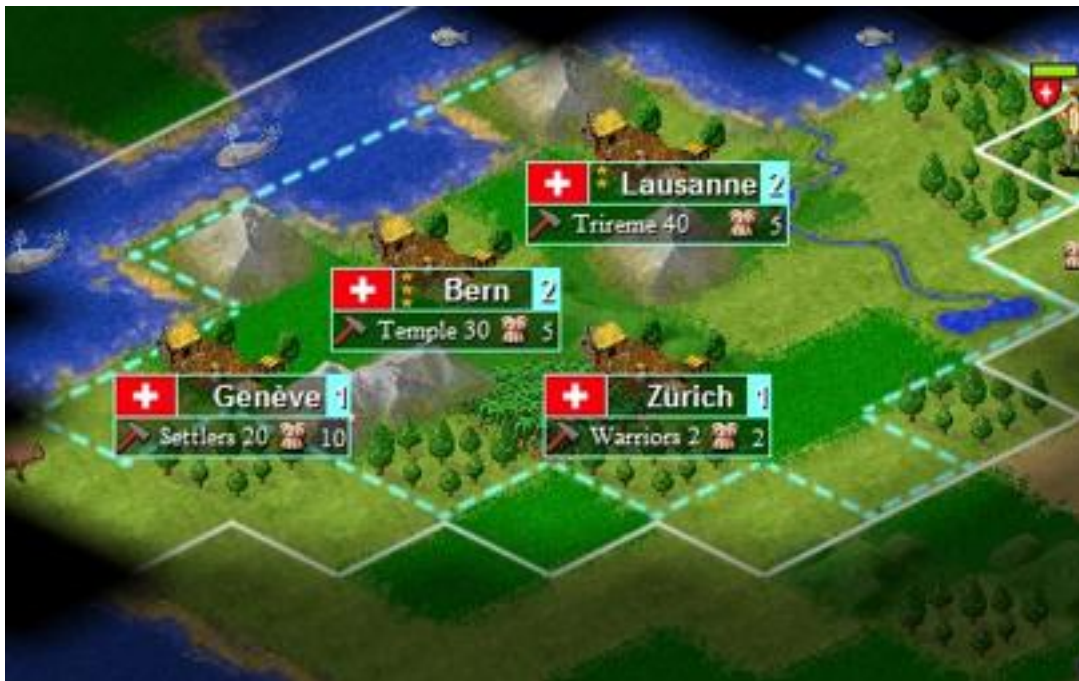 Lausanne 2
Trireme 40 5
Bern 2
Temple 30 5
Genève 1
Settlers 20 10
Zürich 1
Warriors 2 2